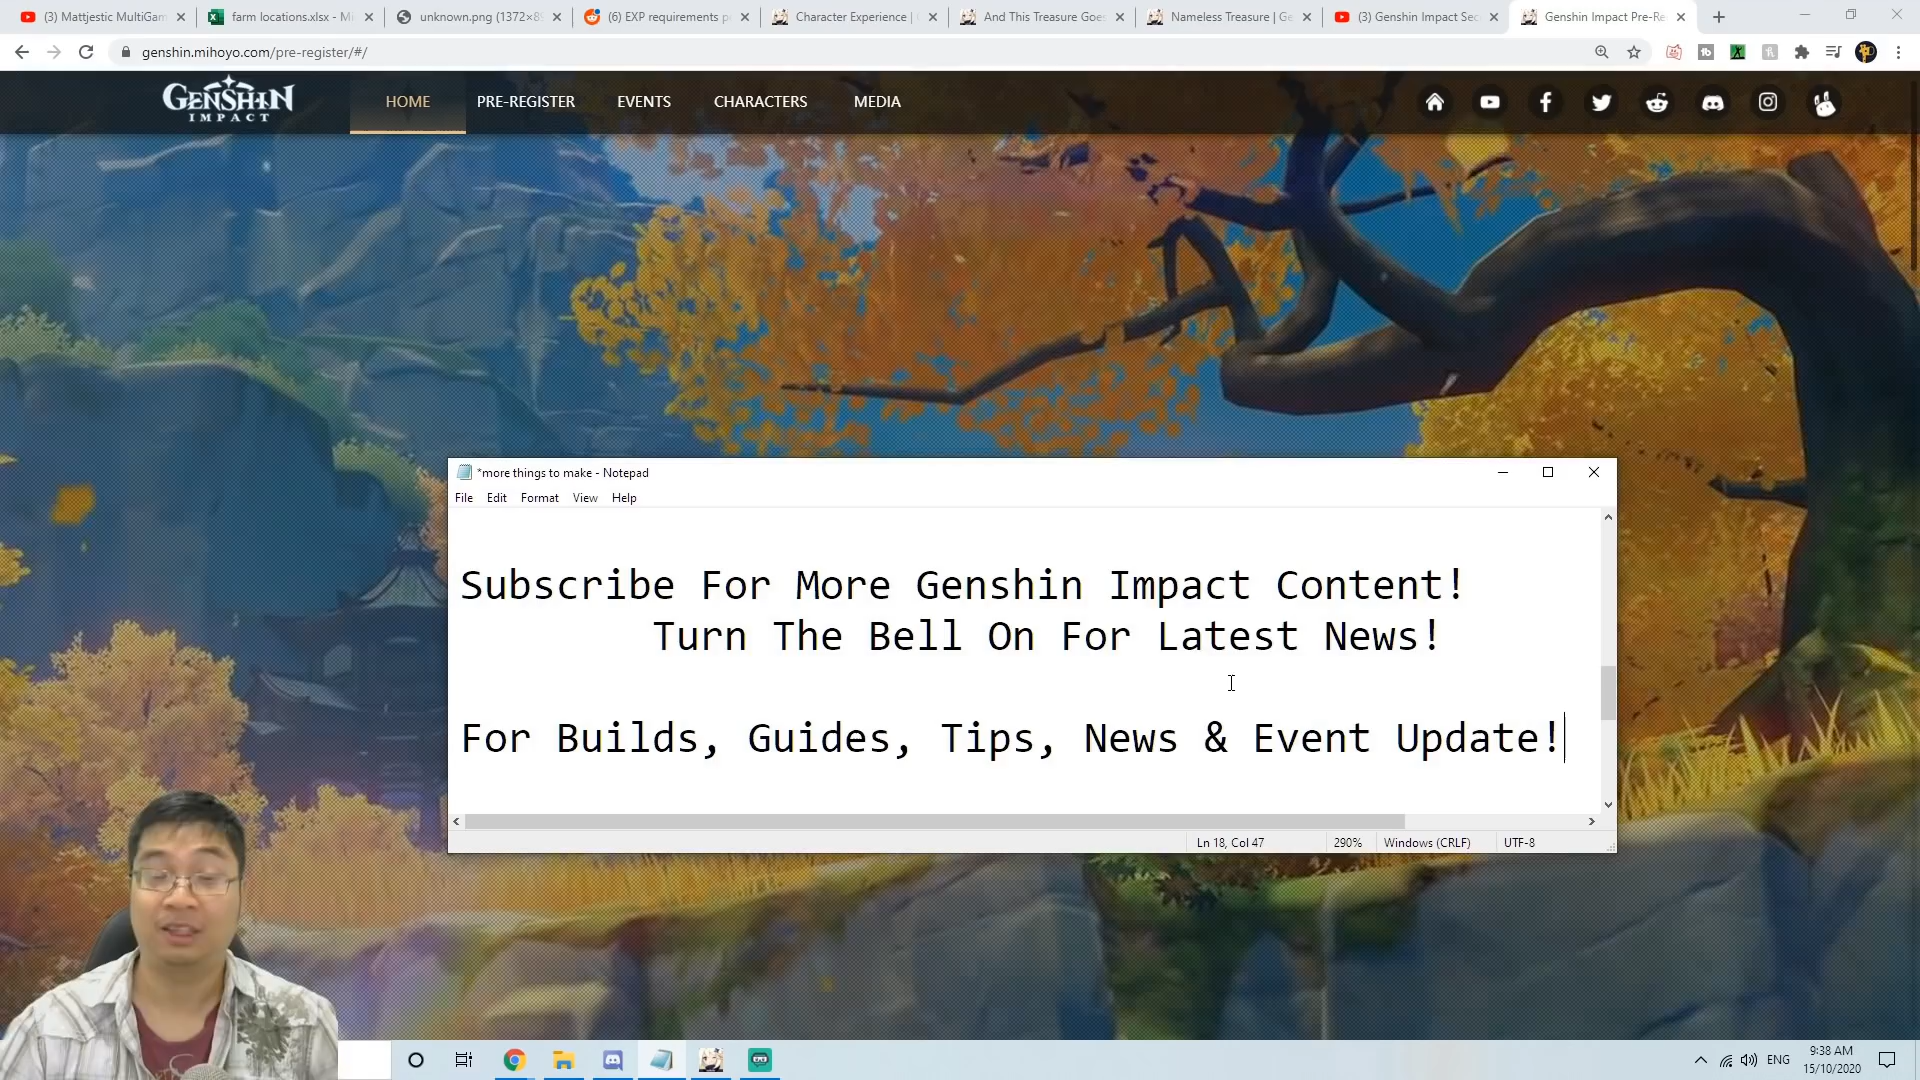 (3) Mattjestic MultiGam
farm locations.xlsx - Mi
unknown.png (1372×8
(6) EXP requirements p
Character Experience |
And This Treasure Goes
Nameless Treasure | Ge
(3) Genshin Impact Sec
Genshin Impact Pre-Re
genshin.mihoyo.com/pre-register/#/
GENSHIN
IMPACT
HOME
PRE-REGISTER
EVENTS
CHARACTERS
MEDIA
*more things to make - Notepad
File Edit Format View Help
Subscribe For More Genshin Impact Content!
Turn The Bell On For Latest News!
For Builds, Guides, Tips, News & Event Update!
Ln 18, Col 47
290%
Windows (CRLF)
UTF-8
ENG
9:38 AM
15/10/2020